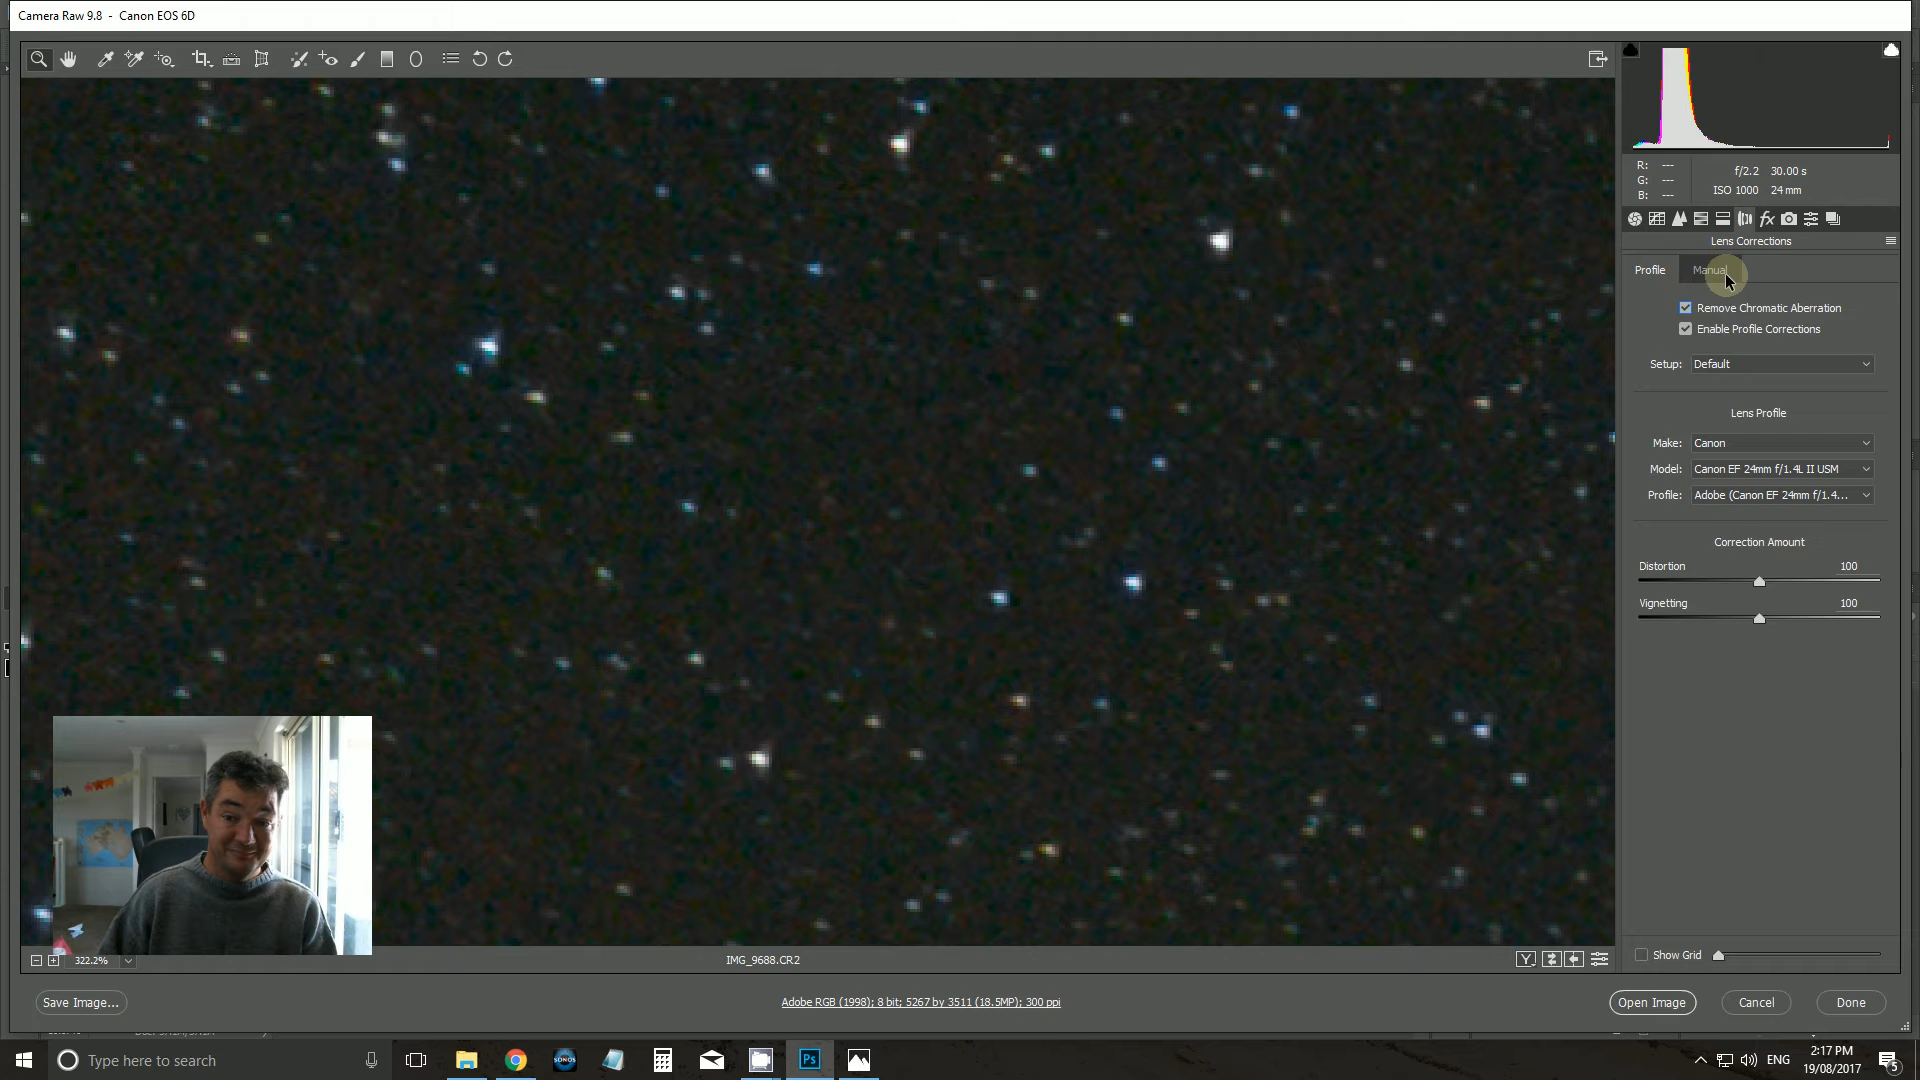 Camera Raw 9.8 - Canon EOS 6D
R: ---
G: ---
B: ---
f/2.2 30.00 s
ISO 1000 24 mm
fx
Lens Corrections
Profile Manual
Remove Chromatic Aberration
Enable Profile Corrections
Setup: Default
Lens Profile
Make: Canon
Model: Canon EF 24mm f/1.4L II USM
Profile: Adobe (Canon EF 24mm f/1.4...
Correction Amount
Distortion 100
Vignetting 100
Show Grid
322.2%
IMG_9688.CR2
Y
Save Image...
Adobe RGB (1998); 8 bit; 5267 by 3511 (18.5MP); 300 ppi
Open Image
Cancel
Done
Type here to search
SONOS
Ps
ENG
2:17 PM
19/08/2017
5